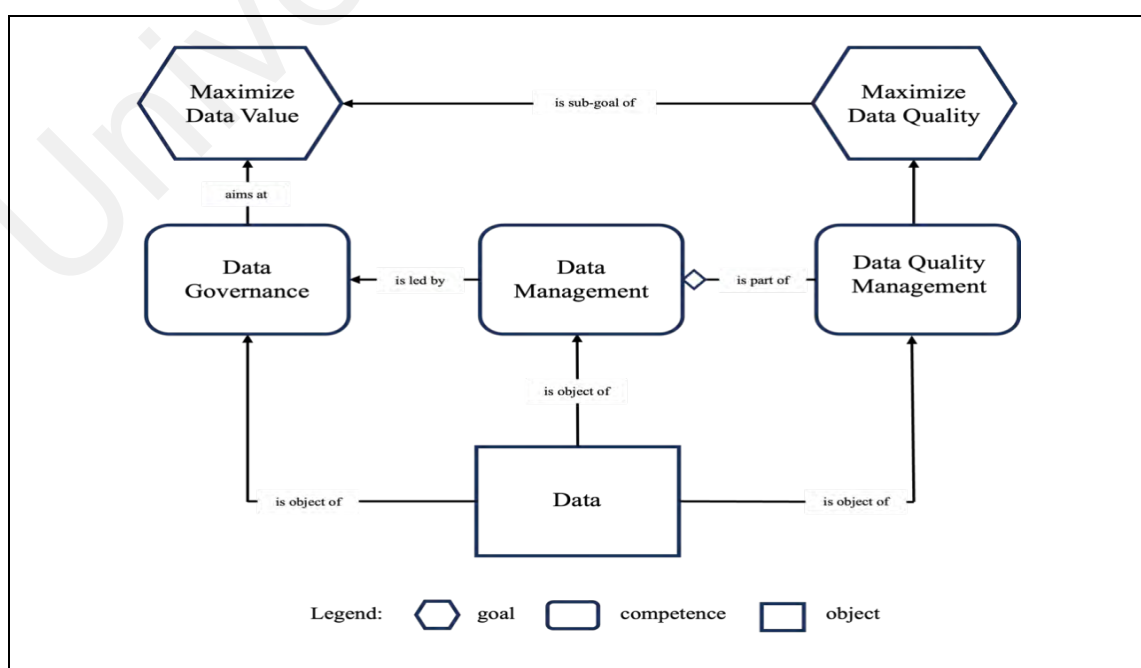 Univer
Maximize
Data Value
is sub-goal of
Maximize
Data Quality
aims at
Data
Governance
is led by
Data
Management
is part of
Data Quality
Management
is object of
is object of
Data
is object of
Legend:
goal
competence
object